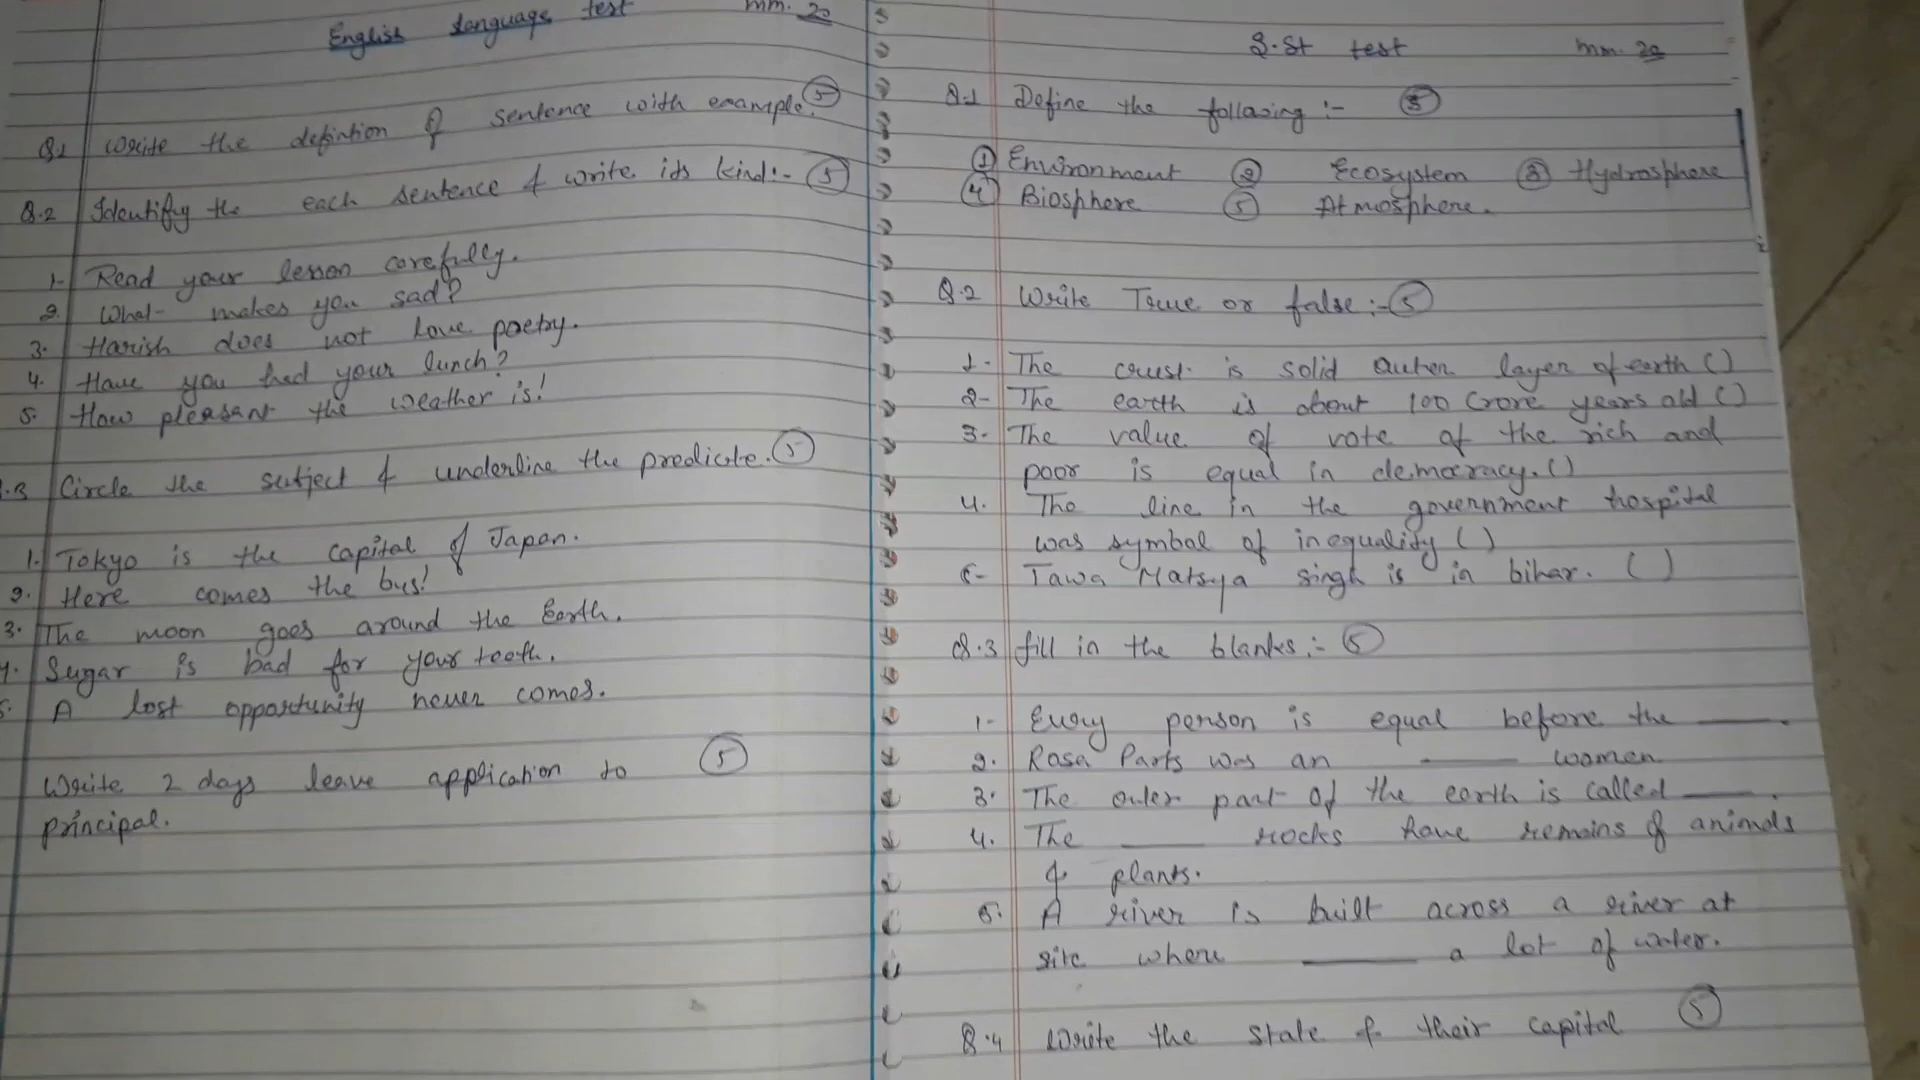 English language test mm. 20
Q1 Write the defintion of sentence with example. 5
Q.2 Identifiy the each sentence & write its kind:- 5
1- Read your lesson carefully.
2. What makes you sad?
3. Harish does not love poetry.
4. Have you had your lunch?
5. How pleasant the weather is!
.3 Circle the subject & underline the predicate. 5
1. Tokyo is the capital of Japan.
2. Here comes the bus!
3. The moon goes around the Earth.
4. Sugar is bad for your teeth.
5. A lost opportunity never comes.
Write 2 days leave application to 5
principal.
S.St test mm. 20
Q.1 Define the following :- 5
1 Environment 2 Ecosystem 3 Hydrosphere
4 Biosphere 5 Atmosphere.
Q.2 Write True or false :- 5
1- The crust is solid outer layer of earth ()
2- The earth is about 100 Crore years old ()
3- The value of vote of the rich and
poor is equal in democracy. ()
4. The line in the government hospital
was symbol of inequality ()
5- Tawa Matsya singh is in bihar. ()
Q.3 fill in the blanks :- 5
1- Every person is equal before the ____.
2. Rosa Parts was an ____ women
3. The outer part of the earth is called ____.
4. The ____ rocks have remains of animals
& plants.
5. A river is built across a river at
site where ____ a lot of water.
Q.4 Write the state & their capital 5